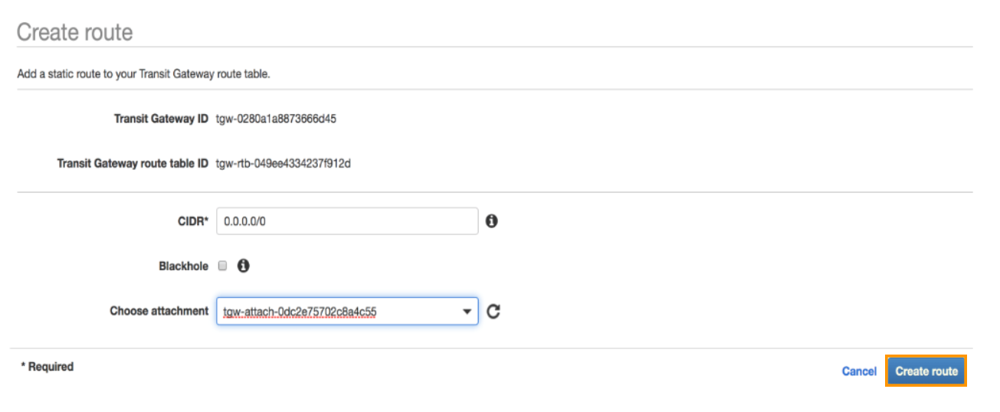 Create route
Add a static route to your Transit Gateway route table.
Transit Gateway ID tgw-0280a1a8873666d45
Transit Gateway route table ID tgw-rtb-049ee4334237f912d
CIDR* 0.0.0.0/0
Blackhole
Choose attachment tgw-attach-0dc2e75702c8a4c55
* Required
Cancel Create route